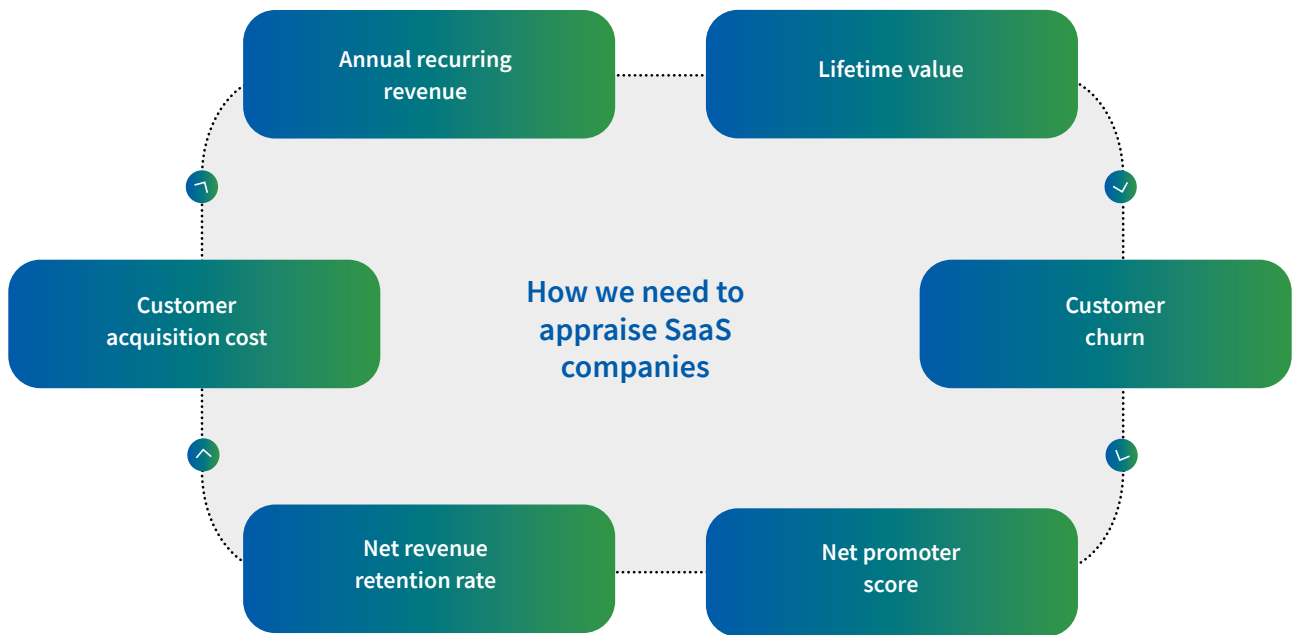 Annual recurring
revenue
Lifetime value
Customer
acquisition cost
How we need to
appraise SaaS
companies
Customer
churn
Net revenue
retention rate
Net promoter
score